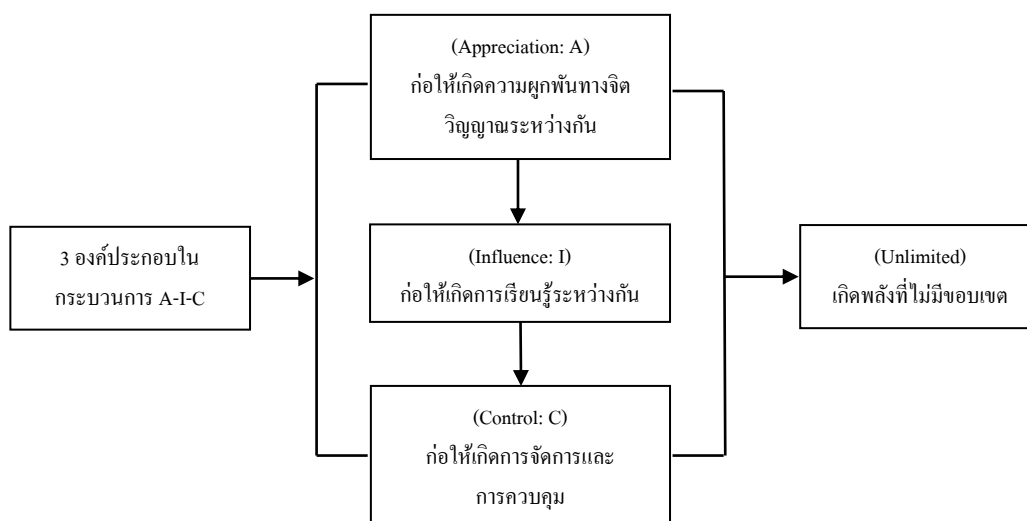 3 องค์ประกอบใน
กระบวนการ A-I-C
(Appreciation: A)
ก่อให้เกิดความผูกพันทางจิต
วิญญาณระหว่างกัน
(Influence: I)
ก่อให้เกิดการเรียนรู้ระหว่างกัน
(Control: C)
ก่อให้เกิดการจัดการและ
การควบคุม
(Unlimited)
เกิดพลังที่ไม่มีขอบเขต